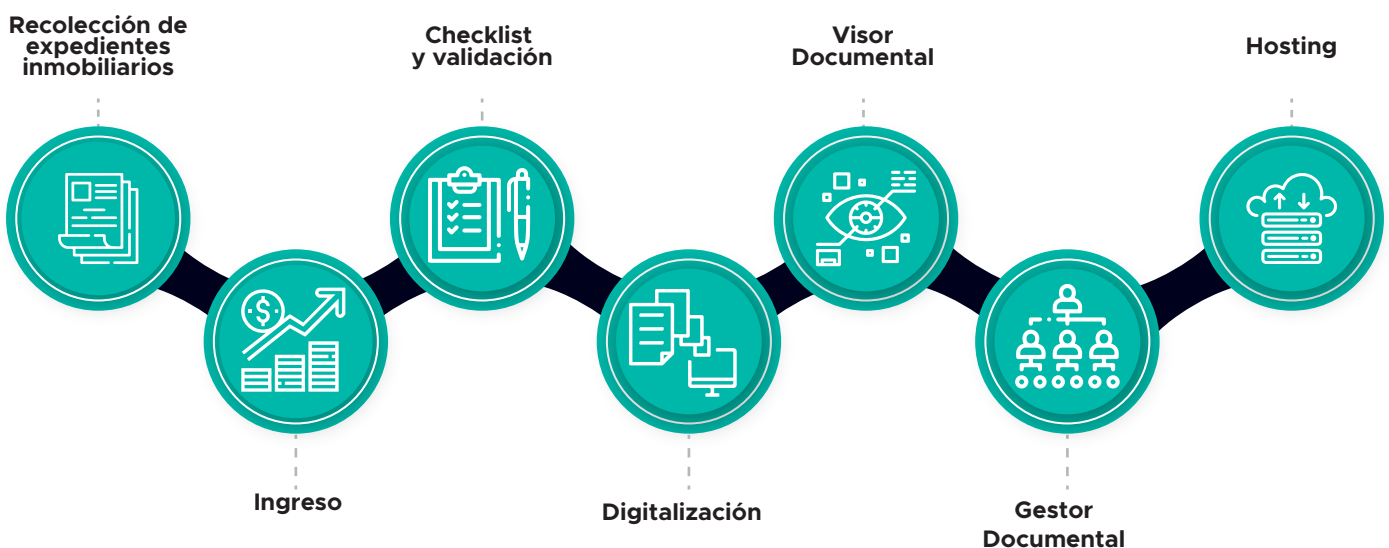 Recolección de
expedientes
inmobiliarios
Ingreso
Checklist
y validación
Digitalización
Visor
Documental
Gestor
Documental
Hosting